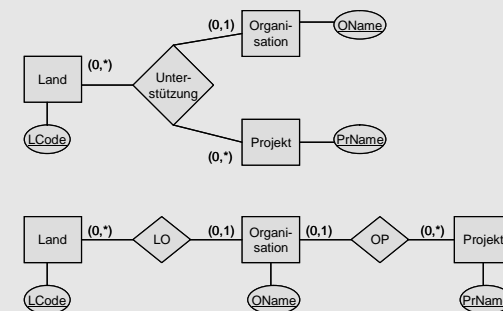 (0,1)
Organi-
sation
OName
Land
(0,*)
Unter-
stützung
LCode
(0,*)
Projekt
PrName
Land
(0,*)
LO
(0,1)
Organi-
sation
(0,1)
OP
(0,*)
Projekt
LCode
OName
PrNam